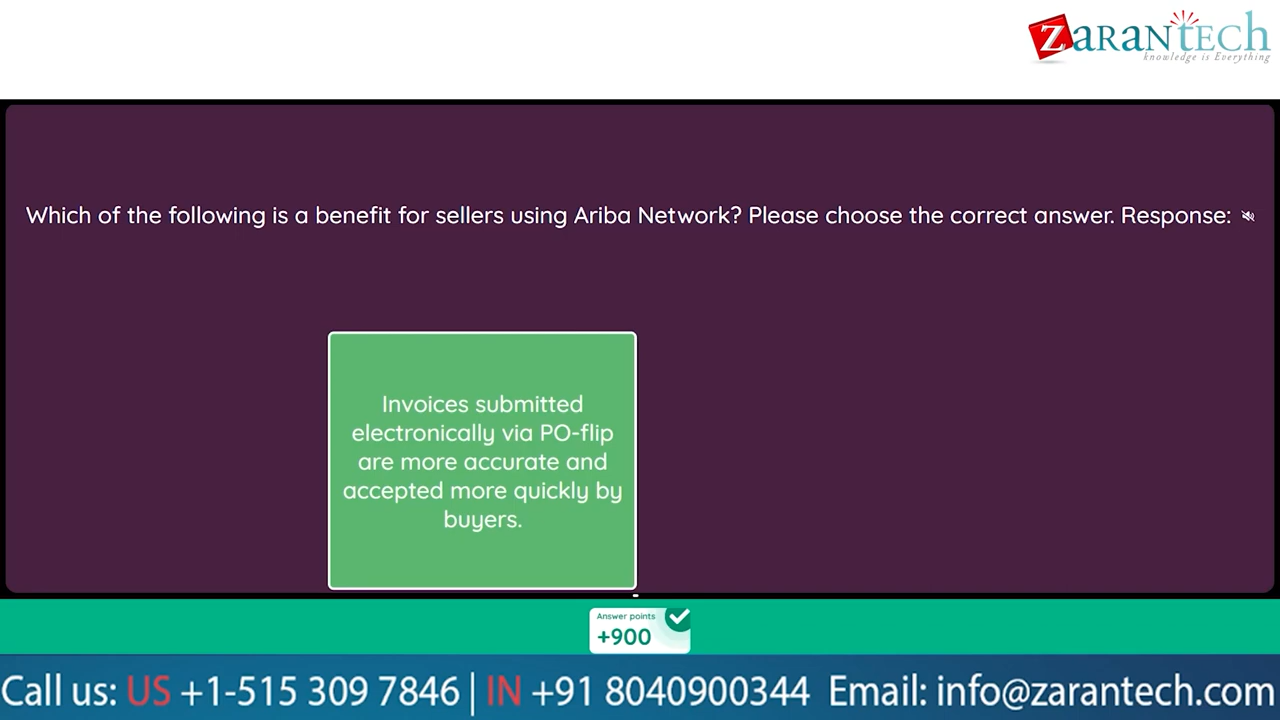 ZARANTECH
knowledge is Everything
Which of the following is a benefit for sellers using Ariba Network? Please choose the correct answer. Response:
Invoices submitted
electronically via PO-flip
are more accurate and
accepted more quickly by
buyers.
Answer points
+900
Call us: US +1-515 309 7846 | IN +91 8040900344 Email: info@zarantech.com